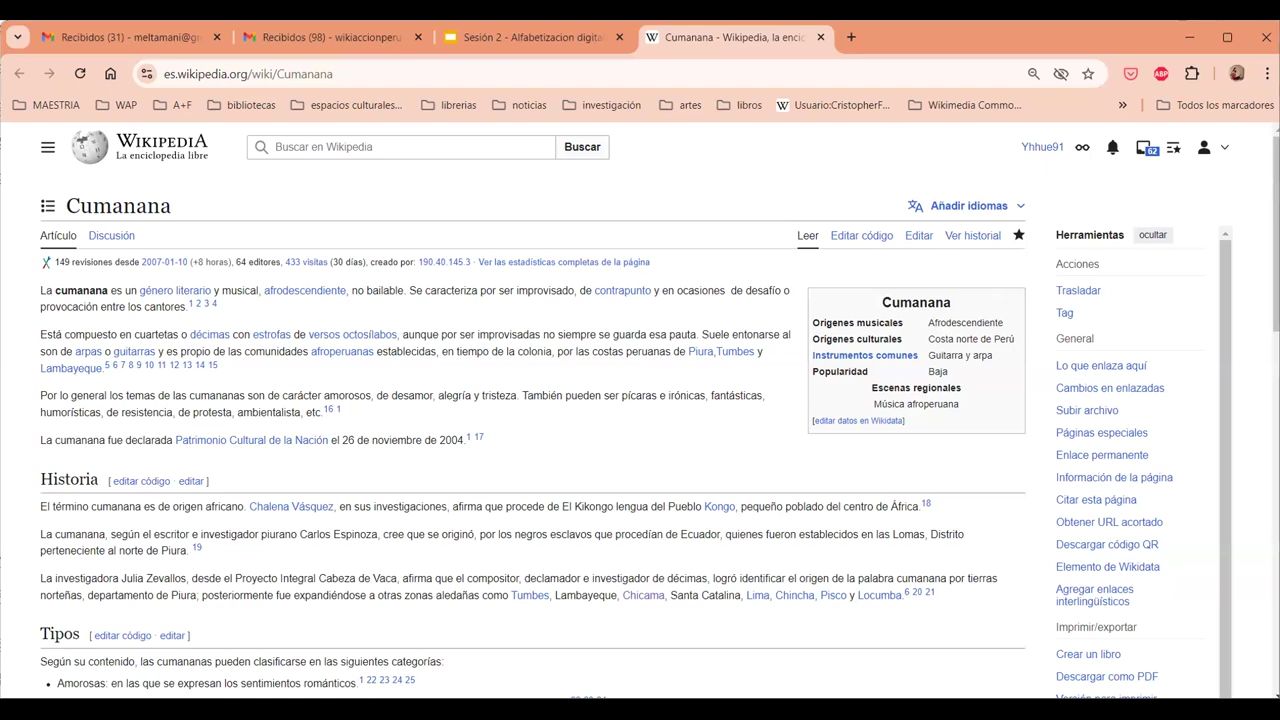 Recibidos (31) - meltamani@gr
Recibidos (98) - wikiaccionperu
Sesión 2 - Alfabetizacion digital
Cumanana - Wikipedia, la encic
es.wikipedia.org/wiki/Cumanana
ABP
MAESTRIA
WAP
A+F
bibliotecas
espacios culturales...
librerias
noticias
investigación
artes
libros
Usuario:CristopherF...
Wikimedia Commo...
Todos los marcadores
WIKIPEDIA
La enciclopedia libre
Buscar en Wikipedia
Buscar
Yhhue91
62
Cumanana
Añadir idiomas
Artículo
Discusión
Leer
Editar código
Editar
Ver historial
149 revisiones desde 2007-01-10 (+8 horas), 64 editores, 433 visitas (30 días), creado por: 190.40.145.3 · Ver las estadísticas completas de la página
La cumanana es un género literario y musical, afrodescendiente, no bailable. Se caracteriza por ser improvisado, de contrapunto y en ocasiones de desafío o
provocación entre los cantores. 1 2 3 4
Está compuesto en cuartetas o décimas con estrofas de versos octosílabos, aunque por ser improvisadas no siempre se guarda esa pauta. Suele entonarse al
son de arpas o guitarras y es propio de las comunidades afroperuanas establecidas, en tiempo de la colonia, por las costas peruanas de Piura,Tumbes y
Lambayeque. 5 6 7 8 9 10 11 12 13 14 15
Por lo general los temas de las cumananas son de carácter amorosos, de desamor, alegría y tristeza. También pueden ser pícaras e irónicas, fantásticas,
humorísticas, de resistencia, de protesta, ambientalista, etc. 16 1
La cumanana fue declarada Patrimonio Cultural de la Nación el 26 de noviembre de 2004. 1 17
Cumanana
Orígenes musicales Afrodescendiente
Orígenes culturales Costa norte de Perú
Instrumentos comunes Guitarra y arpa
Popularidad Baja
Escenas regionales
Música afroperuana
[editar datos en Wikidata]
Historia [ editar código · editar ]
El término cumanana es de origen africano. Chalena Vásquez, en sus investigaciones, afirma que procede de El Kikongo lengua del Pueblo Kongo, pequeño poblado del centro de África. 18
La cumanana, según el escritor e investigador piurano Carlos Espinoza, cree que se originó, por los negros esclavos que procedían de Ecuador, quienes fueron establecidos en las Lomas, Distrito
perteneciente al norte de Piura. 19
La investigadora Julia Zevallos, desde el Proyecto Integral Cabeza de Vaca, afirma que el compositor, declamador e investigador de décimas, logró identificar el origen de la palabra cumanana por tierras
norteñas, departamento de Piura; posteriormente fue expandiéndose a otras zonas aledañas como Tumbes, Lambayeque, Chicama, Santa Catalina, Lima, Chincha, Pisco y Locumba. 6 20 21
Tipos [ editar código · editar ]
Según su contenido, las cumananas pueden clasificarse en las siguientes categorías:
• Amorosas: en las que se expresan los sentimientos románticos. 1 22 23 24 25
Herramientas ocultar
Acciones
Trasladar
Tag
General
Lo que enlaza aquí
Cambios en enlazadas
Subir archivo
Páginas especiales
Enlace permanente
Información de la página
Citar esta página
Obtener URL acortado
Descargar código QR
Elemento de Wikidata
Agregar enlaces
interlingüísticos
Imprimir/exportar
Crear un libro
Descargar como PDF
Versión para imprimir